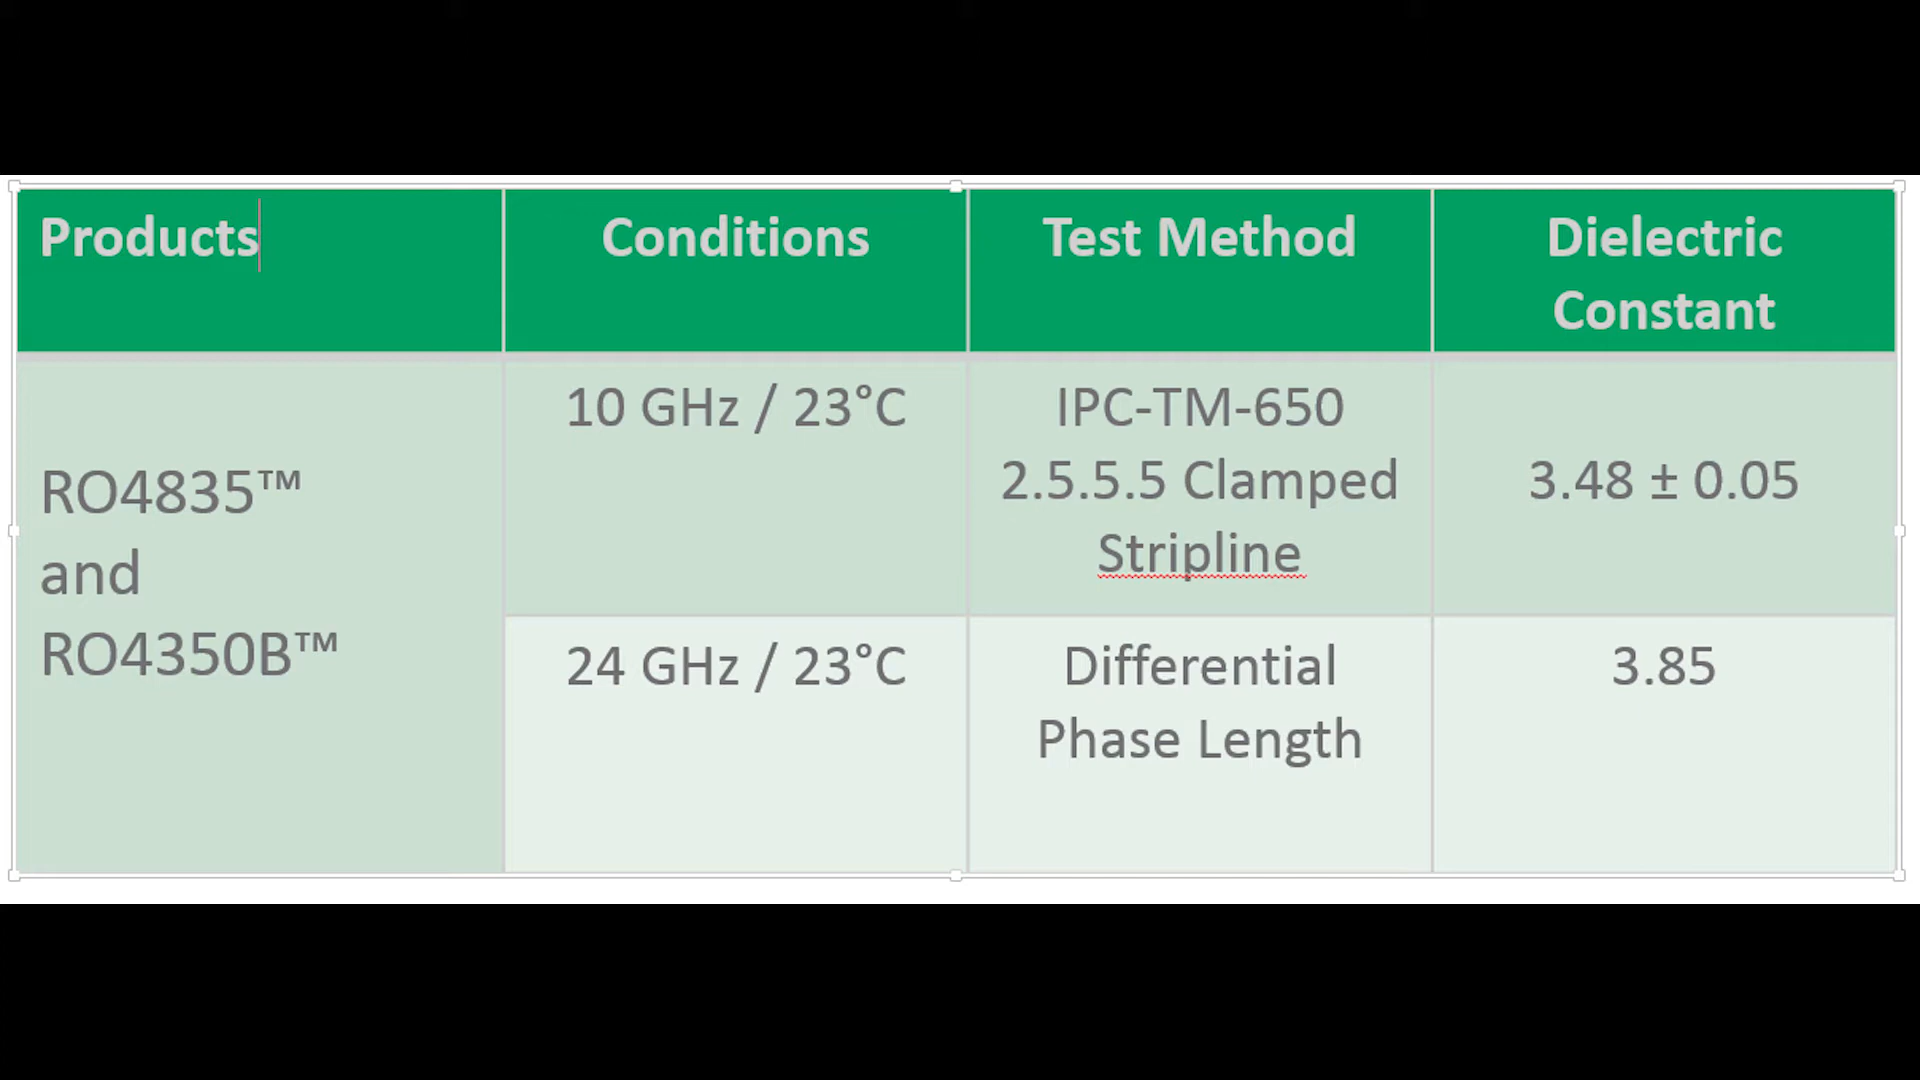 Products
Conditions
Test Method
Dielectric
Constant
RO4835™
and
RO4350B™
10 GHz / 23°C
IPC-TM-650
2.5.5.5 Clamped
Stripline
3.48 ± 0.05
24 GHz / 23°C
Differential
Phase Length
3.85